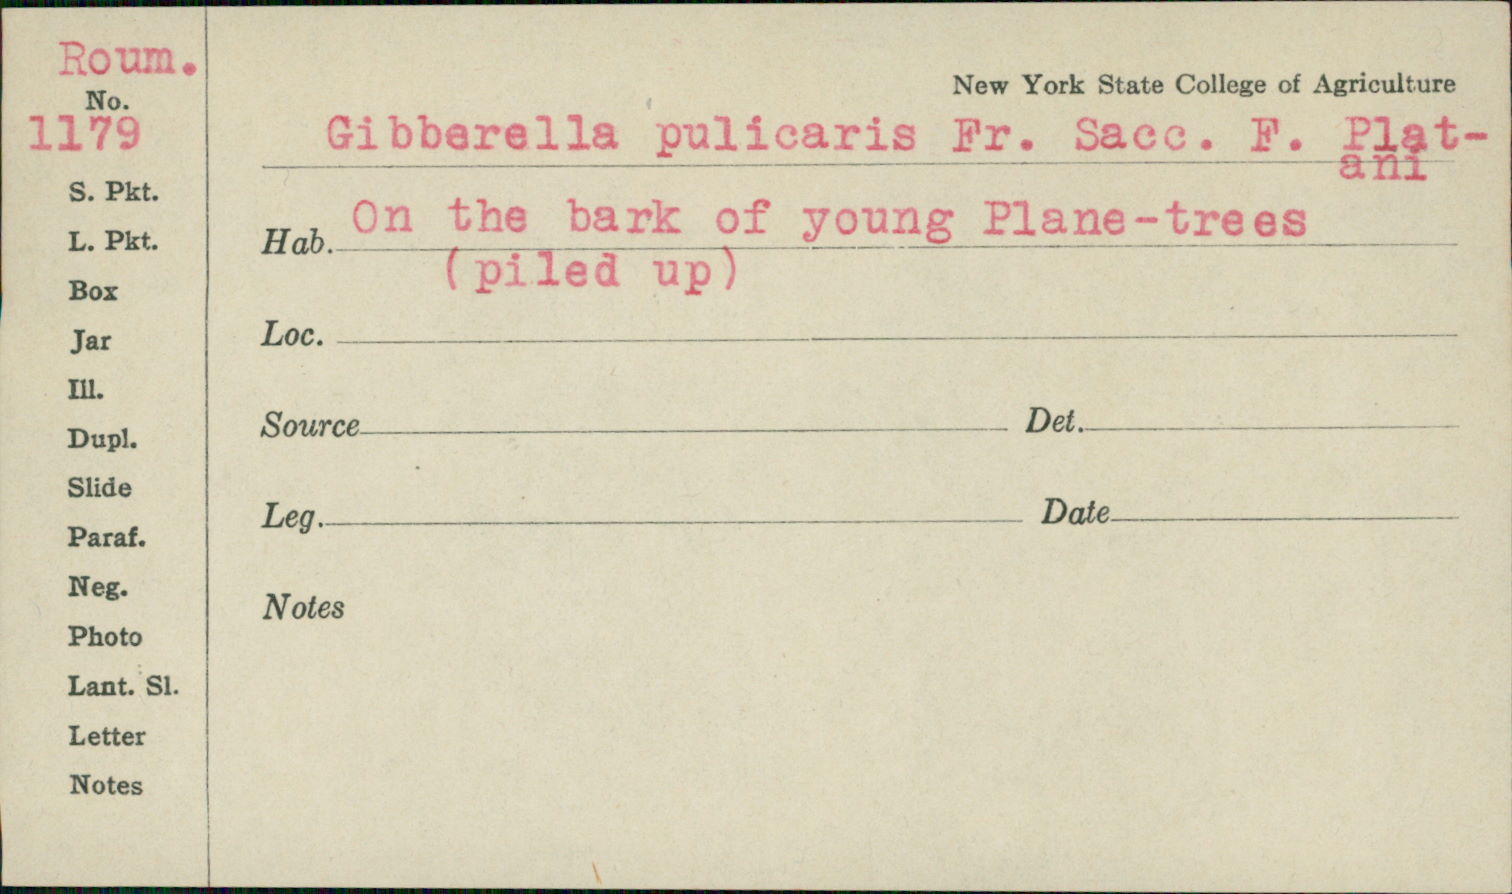 Roum.
No.
1179
S. Pkt.
L. Pkt.
Box
Jar
Ill.
Dupl.
Slide
Paraf.
Neg.
Photo
Lant. Sl.
Letter
Notes
New York State College of Agriculture
Gibberella pulicaris Fr. Sacc. F. Plat-
ani
Hab. On the bark of young Plane-trees
(piled up)
Loc.
Source Det.
Leg. Date
Notes